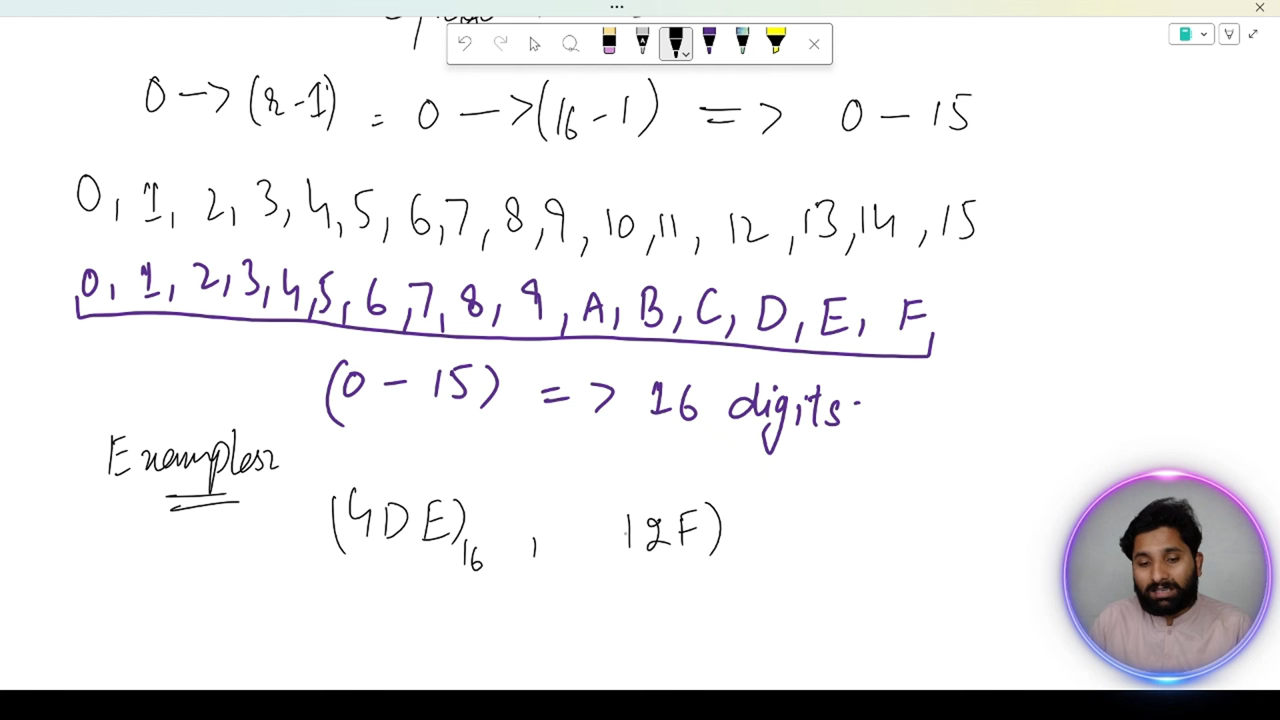 0 -> (r-1) = 0 -> (16-1) => 0-15
0, 1, 2, 3, 4, 5, 6, 7, 8, 9, 10, 11, 12, 13, 14, 15
0, 1, 2, 3, 4, 5, 6, 7, 8, 9, A, B, C, D, E, F,
(0-15) => 16 digits.
Examples:
(4DE)₁₆ , 12F)